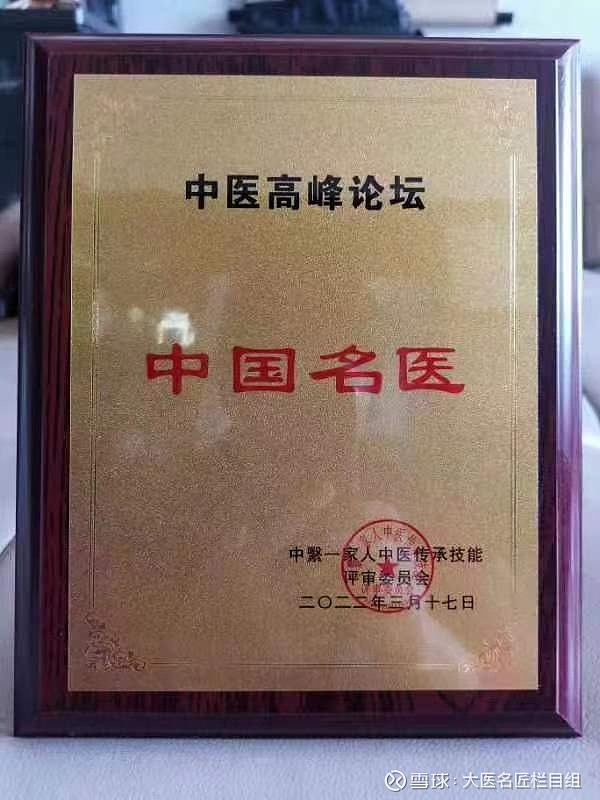 中医高峰论坛
中国名医
中繄一家人中医传承技能
评审委员会
二〇二二年三月十七日
雪球：大医名匠栏目组